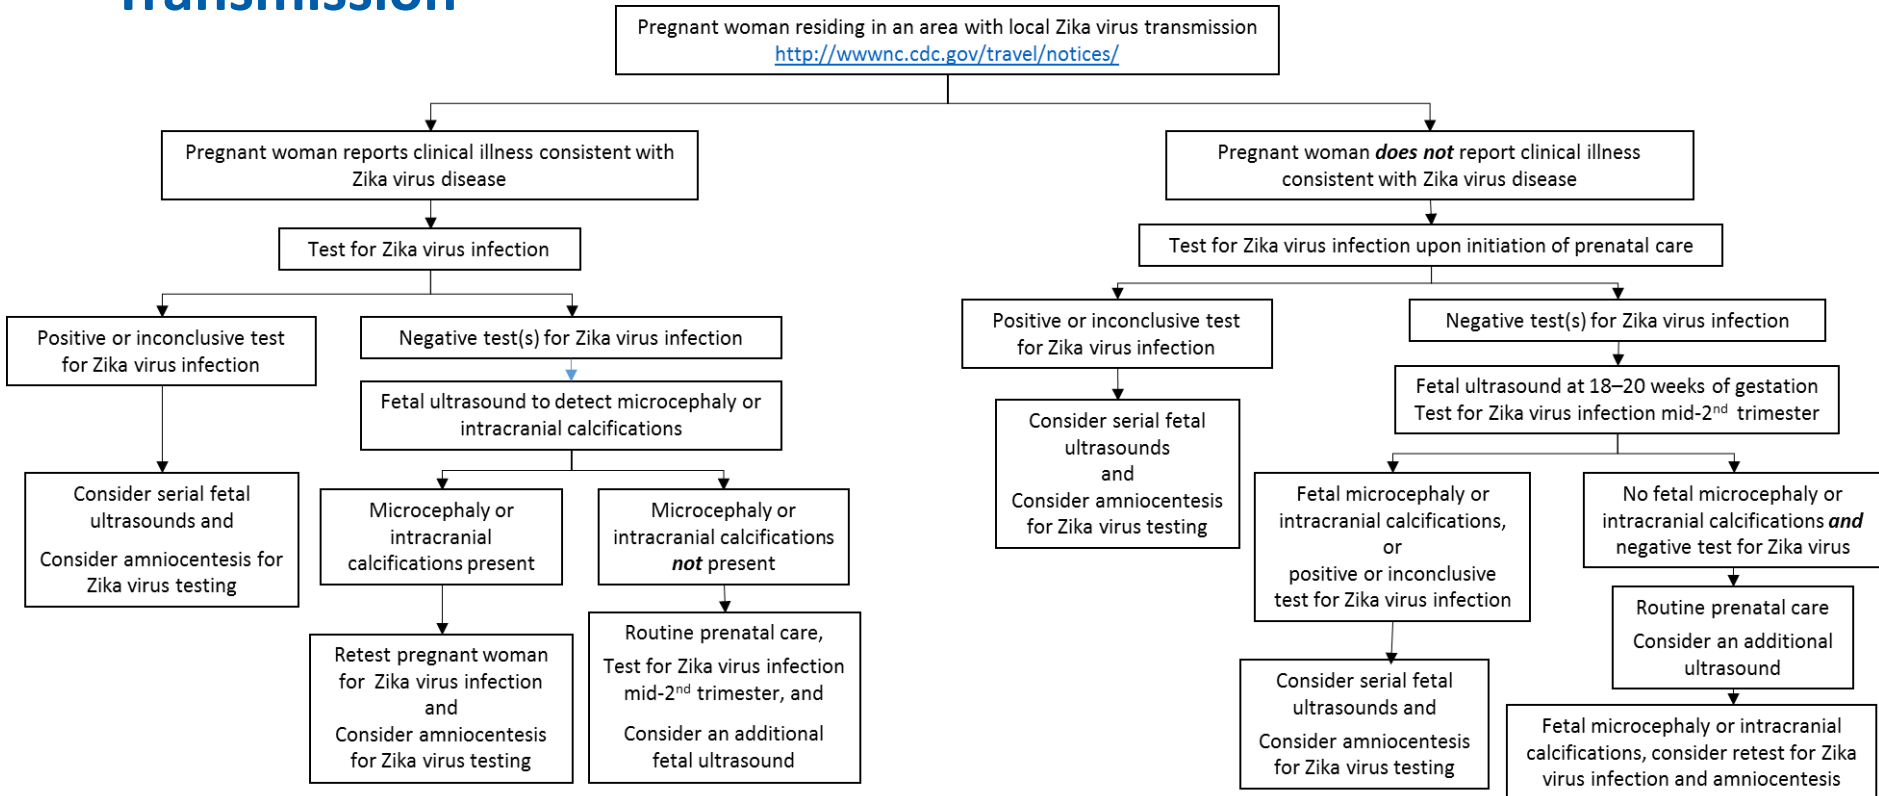 Transmission
Pregnant woman residing in an area with local Zika virus transmission
http://wwwnc.cdc.gov/travel/notices/
Pregnant woman reports clinical illness consistent with
Zika virus disease
Test for Zika virus infection
Positive or inconclusive test
for Zika virus infection
Consider serial fetal
ultrasounds and
Consider amniocentesis for
Zika virus testing
Negative test(s) for Zika virus infection
Fetal ultrasound to detect microcephaly or
intracranial calcifications
Microcephaly or
intracranial
calcifications present
Retest pregnant woman
for Zika virus infection
and
Consider amniocentesis
for Zika virus testing
Microcephaly or
intracranial calcifications
not present
Routine prenatal care,
Test for Zika virus infection
mid-2nd trimester, and
Consider an additional
fetal ultrasound
Pregnant woman does not report clinical illness
consistent with Zika virus disease
Test for Zika virus infection upon initiation of prenatal care
Positive or inconclusive test
for Zika virus infection
Consider serial fetal
ultrasounds
and
Consider amniocentesis
for Zika virus testing
Negative test(s) for Zika virus infection
Fetal ultrasound at 18–20 weeks of gestation
Test for Zika virus infection mid-2nd trimester
Fetal microcephaly or
intracranial calcifications,
or
positive or inconclusive
test for Zika virus infection
Consider serial fetal
ultrasounds and
Consider amniocentesis
for Zika virus testing
No fetal microcephaly or
intracranial calcifications and
negative test for Zika virus
Routine prenatal care
Consider an additional
ultrasound
Fetal microcephaly or intracranial
calcifications, consider retest for Zika
virus infection and amniocentesis